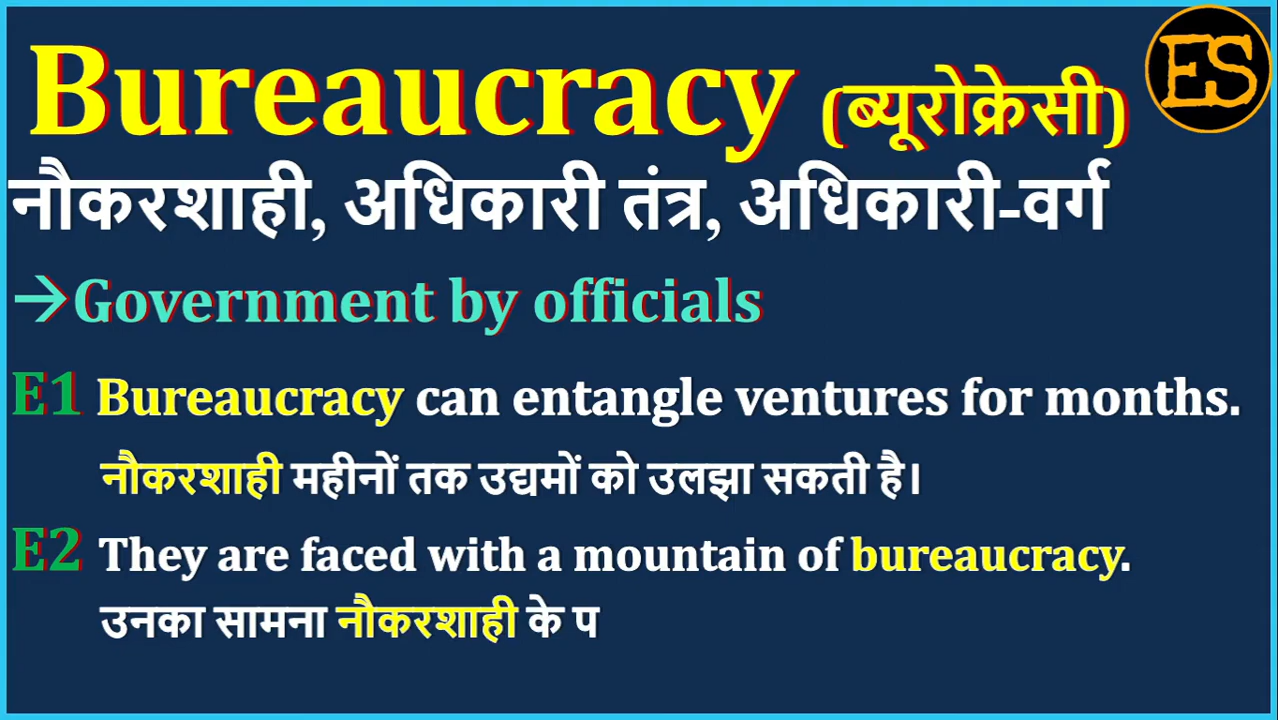 Bureaucracy (ब्यूरोक्रेसी)
ES
नौकरशाही, अधिकारी तंत्र, अधिकारी-वर्ग
→Government by officials
E1 Bureaucracy can entangle ventures for months.
नौकरशाही महीनों तक उद्यमों को उलझा सकती है।
E2 They are faced with a mountain of bureaucracy.
उनका सामना नौकरशाही के प